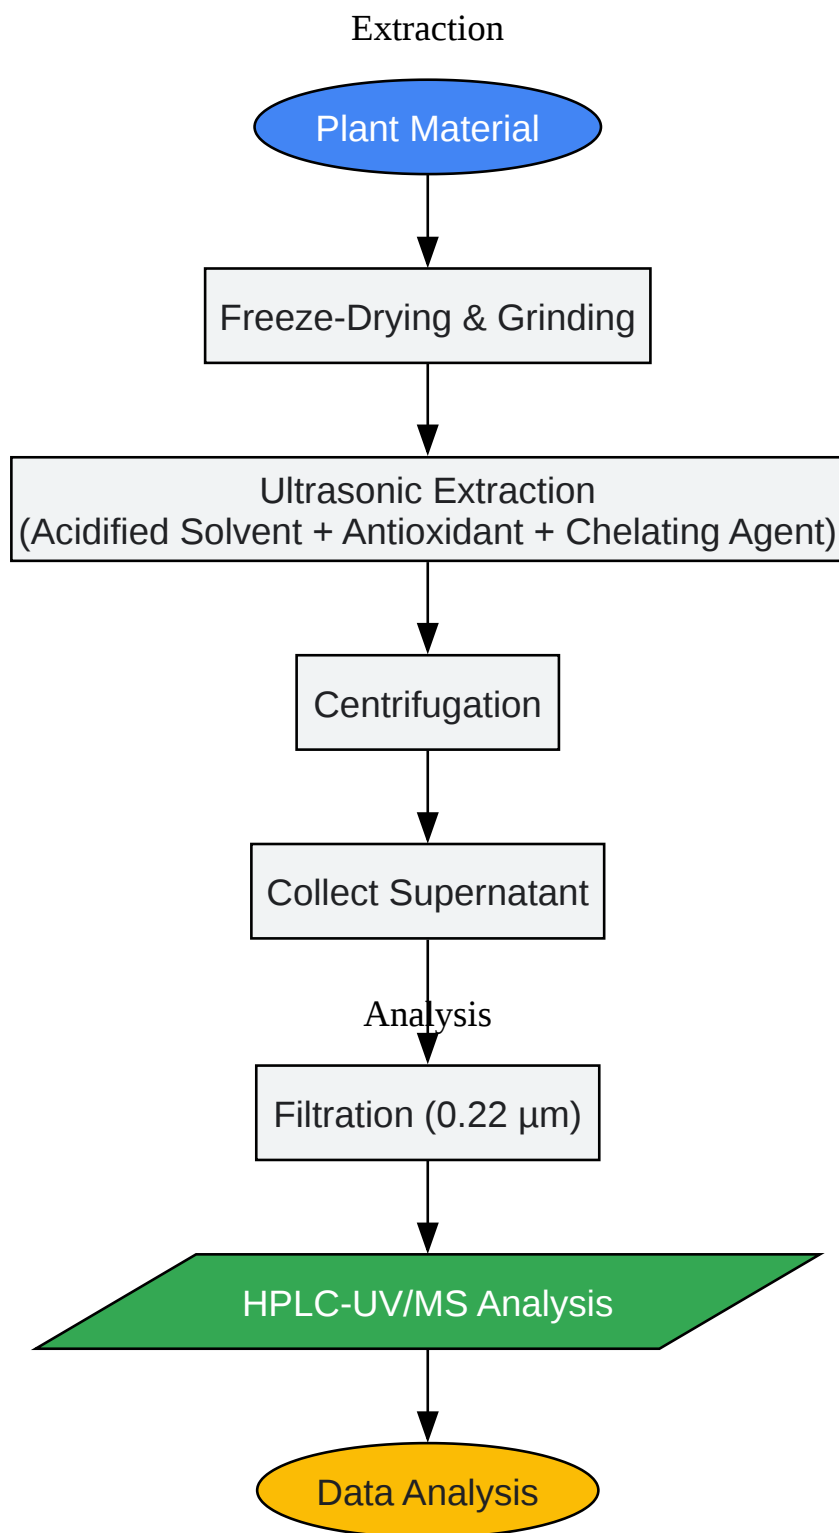 Extraction
Plant Material
Freeze-Drying & Grinding
Ultrasonic Extraction
(Acidified Solvent + Antioxidant + Chelating Agent)
Centrifugation
Collect Supernatant
Analysis
Filtration (0.22 µm)
HPLC-UV/MS Analysis
Data Analysis